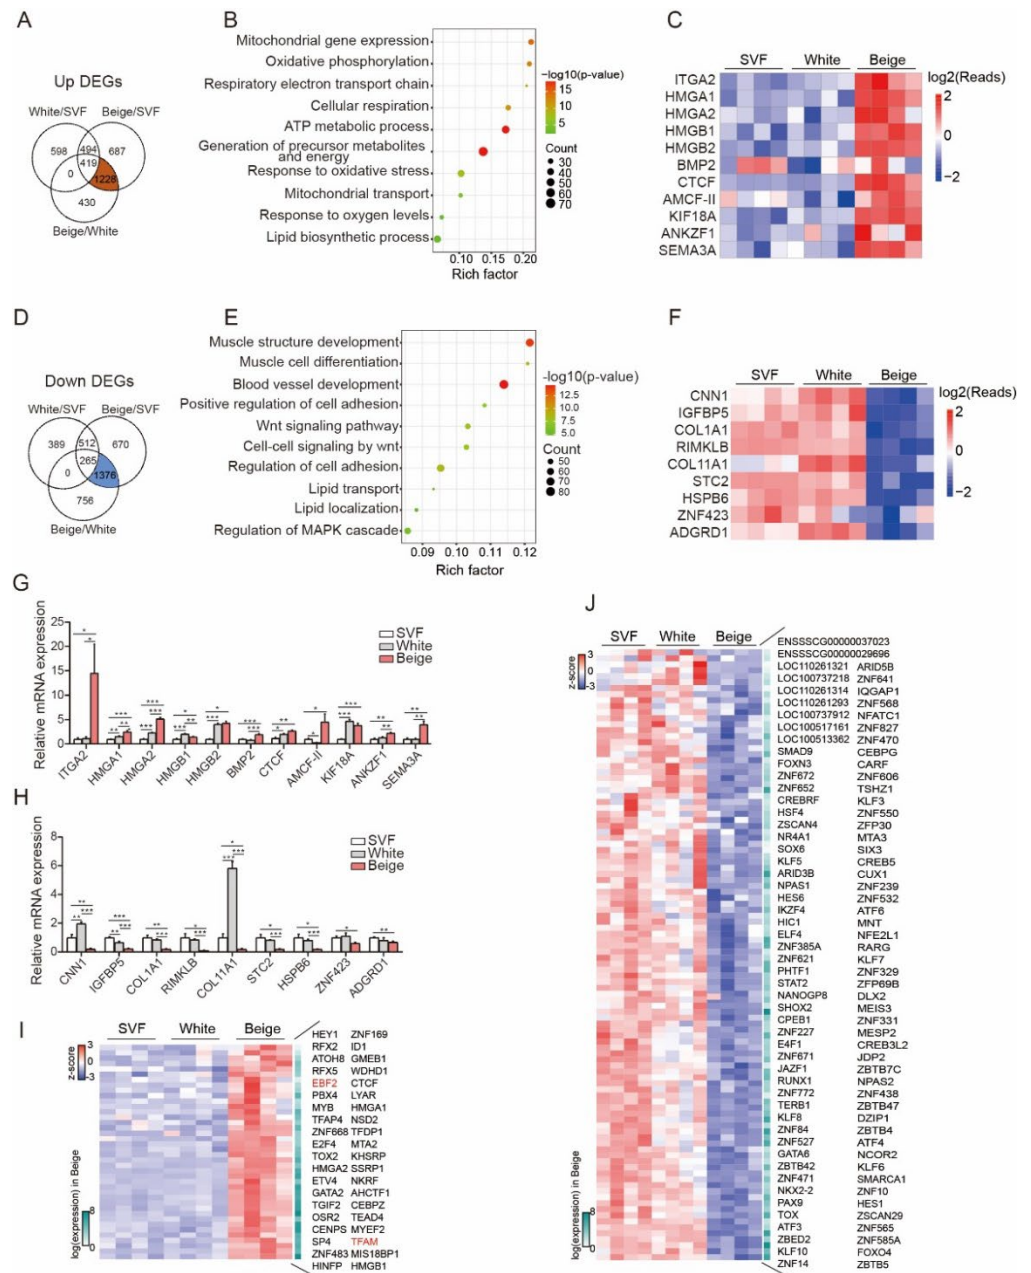 A
Up DEGs
White/SVF
Beige/SVF
598
494
687
419
0
1228
430
Beige/White
B
Mitochondrial gene expression
Oxidative phosphorylation
Respiratory electron transport chain
Cellular respiration
ATP metabolic process
Generation of precursor metabolites
and energy
Response to oxidative stress
Mitochondrial transport
Response to oxygen levels
Lipid biosynthetic process
0.10 0.15 0.20
Rich factor
-log10(p-value)
15
10
5
Count
30
40
50
60
70
C
SVF White Beige
ITGA2
HMGA1
HMGA2
HMGB1
HMGB2
BMP2
CTCF
AMCF-II
KIF18A
ANKZF1
SEMA3A
log2(Reads)
2
0
-2
D
Down DEGs
White/SVF
Beige/SVF
389
512
670
265
0
1376
756
Beige/White
E
Muscle structure development
Muscle cell differentiation
Blood vessel development
Positive regulation of cell adhesion
Wnt signaling pathway
Cell-cell signaling by wnt
Regulation of cell adhesion
Lipid transport
Lipid localization
Regulation of MAPK cascade
0.09 0.10 0.11 0.12
Rich factor
-log10(p-value)
12.5
10.0
7.5
5.0
Count
50
60
70
80
F
SVF White Beige
CNN1
IGFBP5
COL1A1
RIMKLB
COL11A1
STC2
HSPB6
ZNF423
ADGRD1
log2(Reads)
2
0
-2
G
Relative mRNA expression
25
20
15
10
5
0
SVF
White
Beige
ITGA2
HMGA1
HMGA2
HMGB1
HMGB2
BMP2
CTCF
AMCF-II
KIF18A
ANKZF1
SEMA3A
H
Relative mRNA expression
8
6
4
2
0
SVF
White
Beige
CNN1
IGFBP5
COL1A1
RIMKLB
COL11A1
STC2
HSPB6
ZNF423
ADGRD1
I
SVF White Beige
z-score
3
0
-3
log(expression) in Beige
8
0
HEY1 ZNF169
RFX2 ID1
ATOH8 GMEB1
RFX5 WDHD1
EBF2 CTCF
PBX4 LYAR
MYB HMGA1
TFAP4 NSD2
ZNF668 TFDP1
E2F4 MTA2
TOX2 KHSRP
HMGA2 SSRP1
ETV4 NKRF
GATA2 AHCTF1
TGIF2 CEBPZ
OSR2 TEAD4
CENPS MYEF2
SP4 TFAM
ZNF483 MIS18BP1
HINFP HMGB1
J
SVF White Beige
z-score
3
0
-3
log(expression) in Beige
8
0
ENSSSCG00000037023
ENSSSCG00000029696
LOC110261321 ARID5B
LOC100737218 ZNF641
LOC110261314 IQGAP1
LOC110261293 ZNF568
LOC100737912 NFATC1
LOC100517161 ZNF827
LOC100513362 ZNF470
SMAD9 CEBPG
FOXN3 CARF
ZNF672 ZNF606
ZNF652 TSHZ1
CREBRF KLF3
HSF4 ZNF550
ZSCAN4 ZFP30
NR4A1 MTA3
SOX6 SIX3
KLF5 CREB5
ARID3B CUX1
NPAS1 ZNF239
HES6 ZNF532
IKZF4 ATF6
HIC1 MNT
ELF4 NFE2L1
ZNF385A RARG
ZNF621 KLF7
PHTF1 ZNF329
STAT2 ZFP69B
NANOGP8 DLX2
SHOX2 MEIS3
CPEB1 ZNF331
ZNF227 MESP2
E4F1 CREB3L2
ZNF671 JDP2
JAZF1 ZBTB7C
RUNX1 NPAS2
ZNF772 ZNF438
TERB1 ZBTB47
KLF8 DZIP1
ZNF84 ZBTB4
ZNF527 ATF4
GATA6 NCOR2
ZBTB42 KLF6
ZNF471 SMARCA1
NKX2-2 ZNF10
PAX9 HES1
TOX ZSCAN29
ATF3 ZNF565
ZBED2 ZNF585A
KLF10 FOXO4
ZNF14 ZBTB5